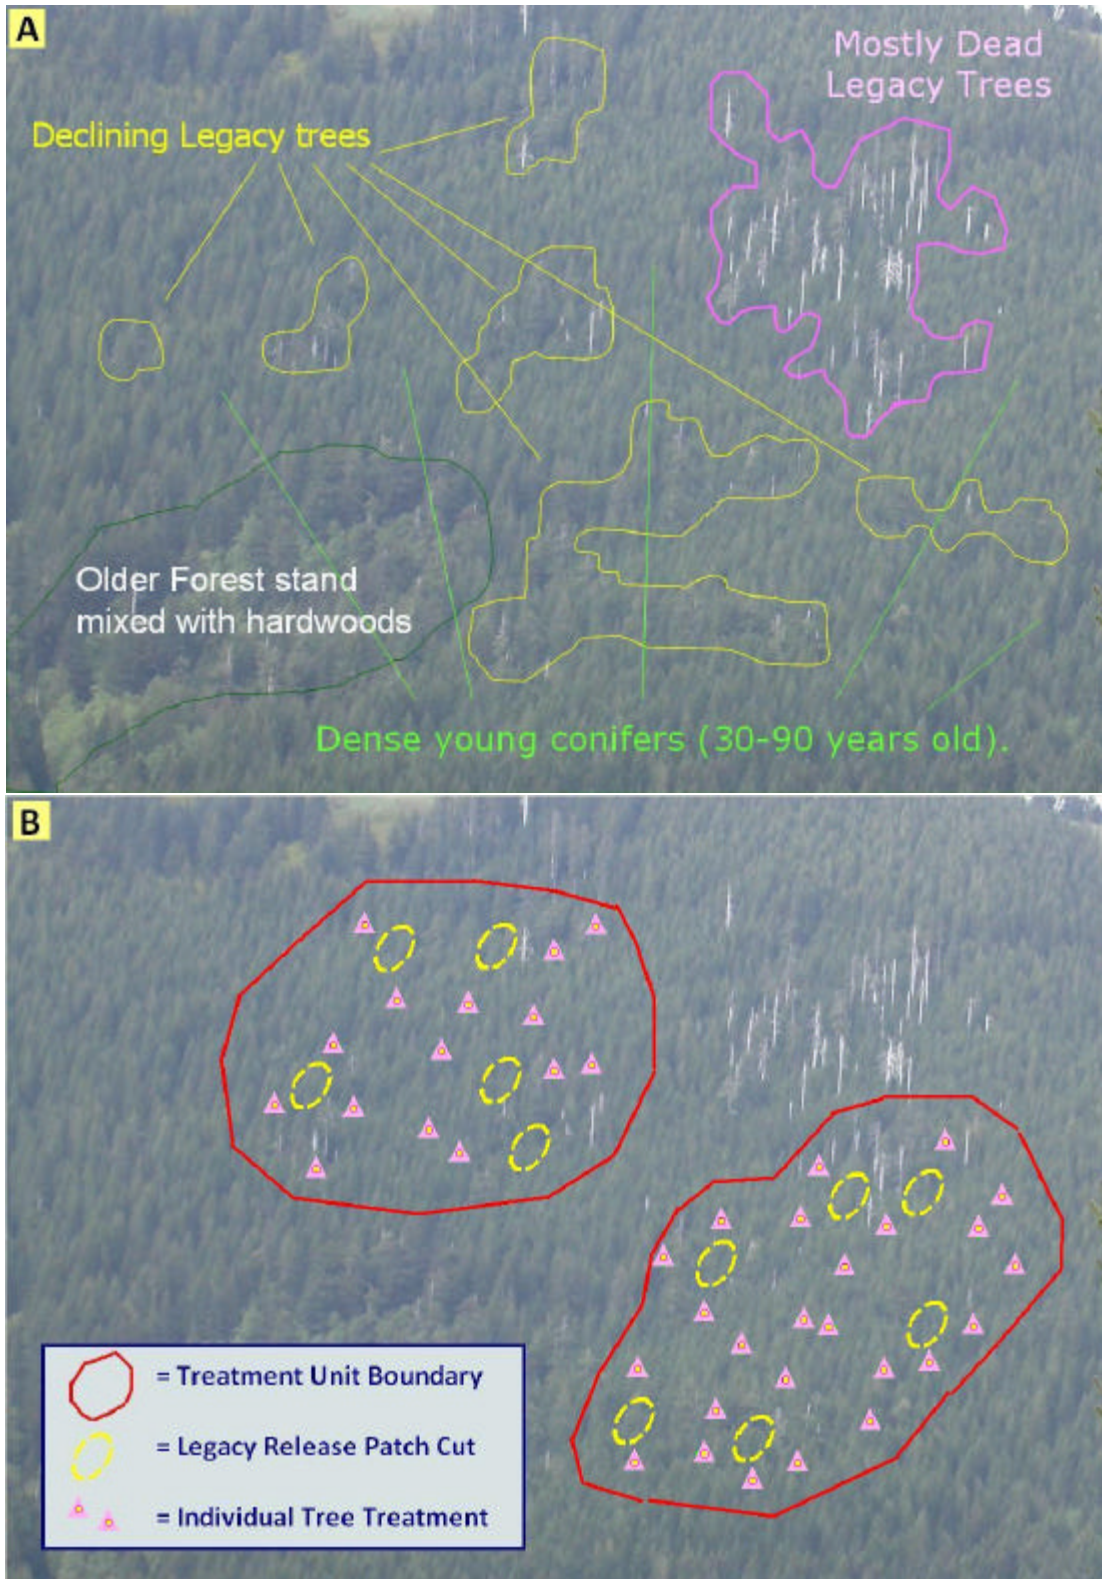 A
Mostly Dead
Legacy Trees
Declining Legacy trees
Older Forest stand
mixed with hardwoods
Dense young conifers (30-90 years old).
B
= Treatment Unit Boundary
= Legacy Release Patch Cut
= Individual Tree Treatment